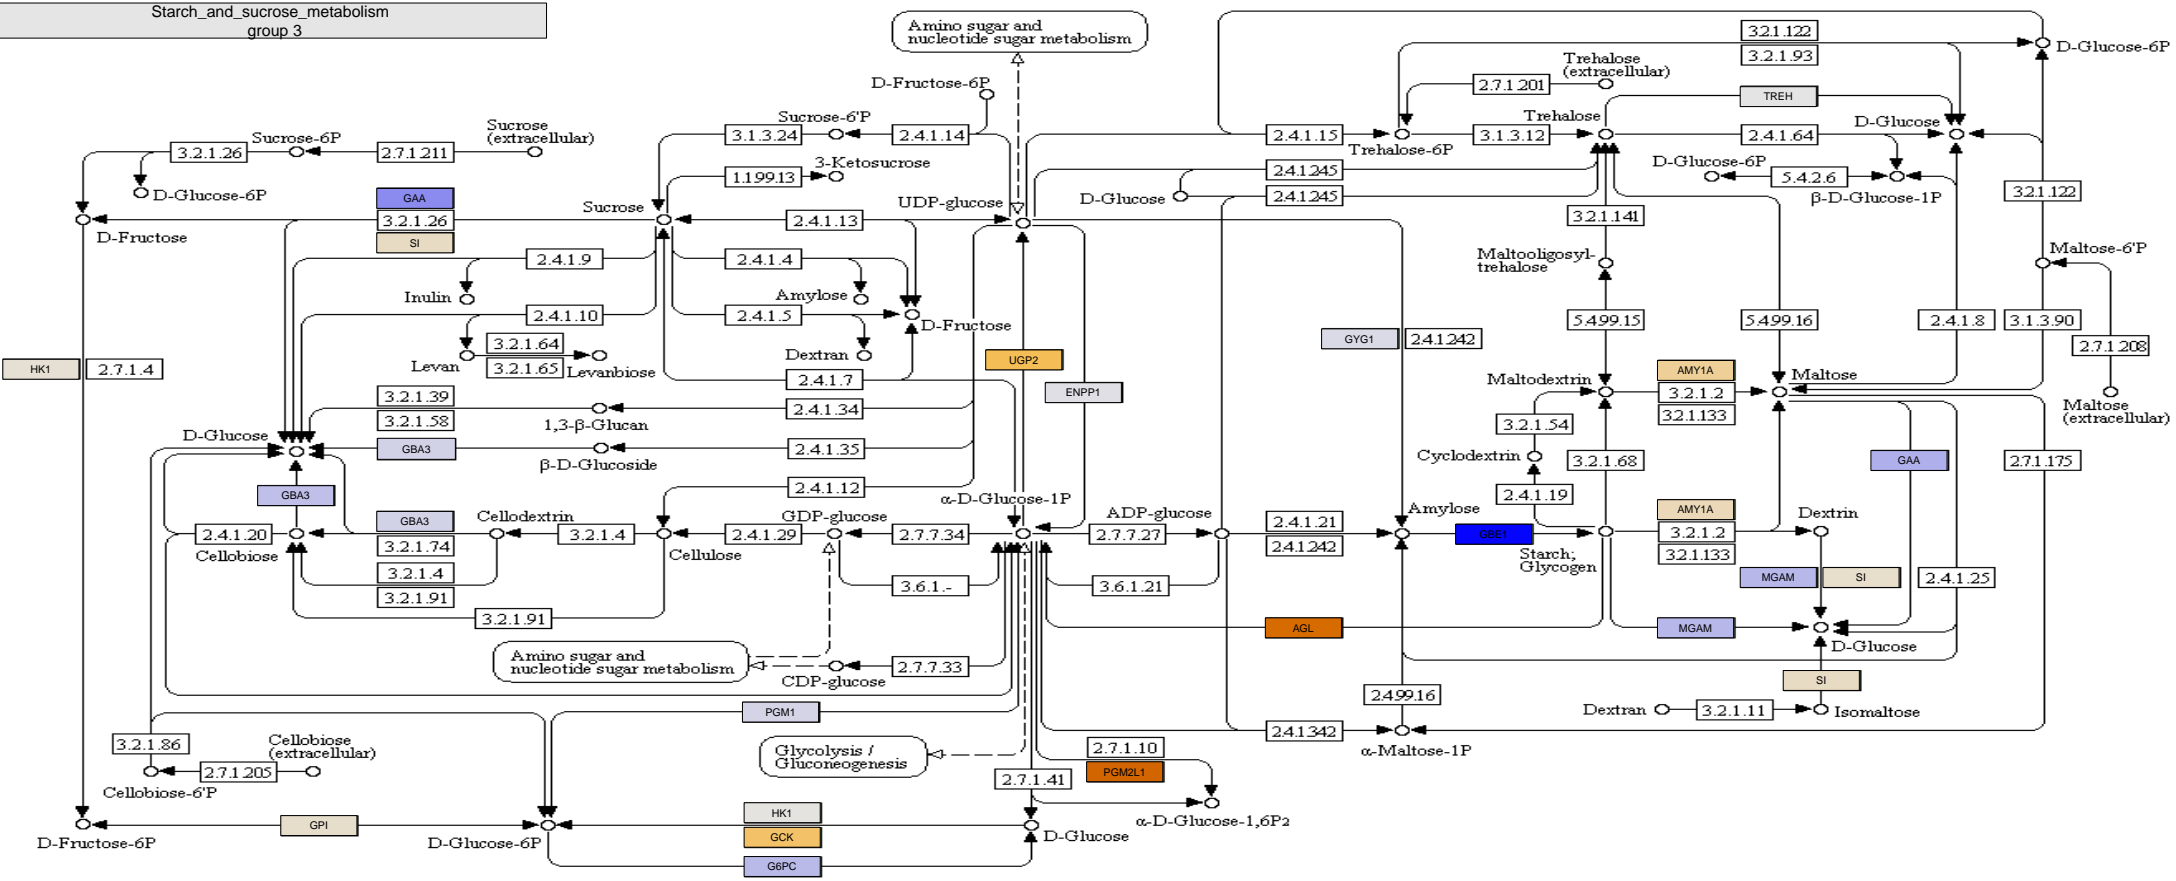 Starch_and_sucrose_metabolism
group 3
Amino sugar and
nucleotide sugar metabolism
3.2.1.122
D-Glucose-6P
3.2.1.93
Trehalose
(extracellular)
2.7.1.201
D-Fructose-6P
TREH
Sucrose-6'P
Trehalose
Sucrose
(extracellular)
Sucrose-6P
3.1.3.24
2.4.1.14
2.4.1.15
3.1.3.12
2.4.1.64
D-Glucose
Trehalose-6P
3.2.1.26
2.7.1.211
3-Ketosucrose
D-Glucose-6P
1.1.99.13
2.4.1.245
5.4.2.6
D-Glucose-6P
GAA
2.4.1.245
D-Glucose
β-D-Glucose-1P
3.2.1.122
Sucrose
UDP-glucose
3.2.1.26
2.4.1.13
3.2.1.141
D-Fructose
SI
Maltose-6'P
2.4.1.9
2.4.1.4
Maltooligosyl-
trehalose
Inulin
Amylose
2.4.1.10
2.4.1.5
D-Fructose
5.4.99.15
5.4.99.16
2.4.1.8
3.1.3.90
GYG1
2.4.1.242
3.2.1.64
2.7.1.208
Levan
3.2.1.65
Levanbiose
Dextran
UGP2
HK1
2.7.1.4
AMY1A
2.4.1.7
Maltodextrin
Maltose
ENPP1
3.2.1.39
3.2.1.2
3.2.1.58
2.4.1.34
3.2.1.133
Maltose
(extracellular)
1,3-β-Glucan
3.2.1.54
D-Glucose
GBA3
2.4.1.35
β-D-Glucoside
Cyclodextrin
3.2.1.68
GAA
2.7.1.175
2.4.1.12
GBA3
2.4.1.19
α-D-Glucose-1P
AMY1A
Amylose
Dextrin
GBA3
Cellodextrin
GDP-glucose
ADP-glucose
2.4.1.20
3.2.1.4
2.4.1.29
2.7.7.34
2.7.7.27
2.4.1.21
GBE1
3.2.1.2
3.2.1.74
2.4.1.242
3.2.1.133
Cellobiose
Cellulose
Starch;
Glycogen
3.2.1.4
MGAM
SI
2.4.1.25
3.6.1.-
3.6.1.21
3.2.1.91
3.2.1.91
AGL
MGAM
D-Glucose
Amino sugar and
nucleotide sugar metabolism
2.7.7.33
CDP-glucose
SI
2.4.99.16
PGM1
Dextran
3.2.1.11
Isomaltose
2.4.1.342
3.2.1.86
Cellobiose
(extracellular)
Glycolysis /
Gluconeogenesis
2.7.1.10
α-Maltose-1P
2.7.1.205
PGM2L1
2.7.1.41
Cellobiose-6'P
HK1
α-D-Glucose-1,6P2
GPI
GCK
D-Fructose-6P
D-Glucose-6P
D-Glucose
G6PC